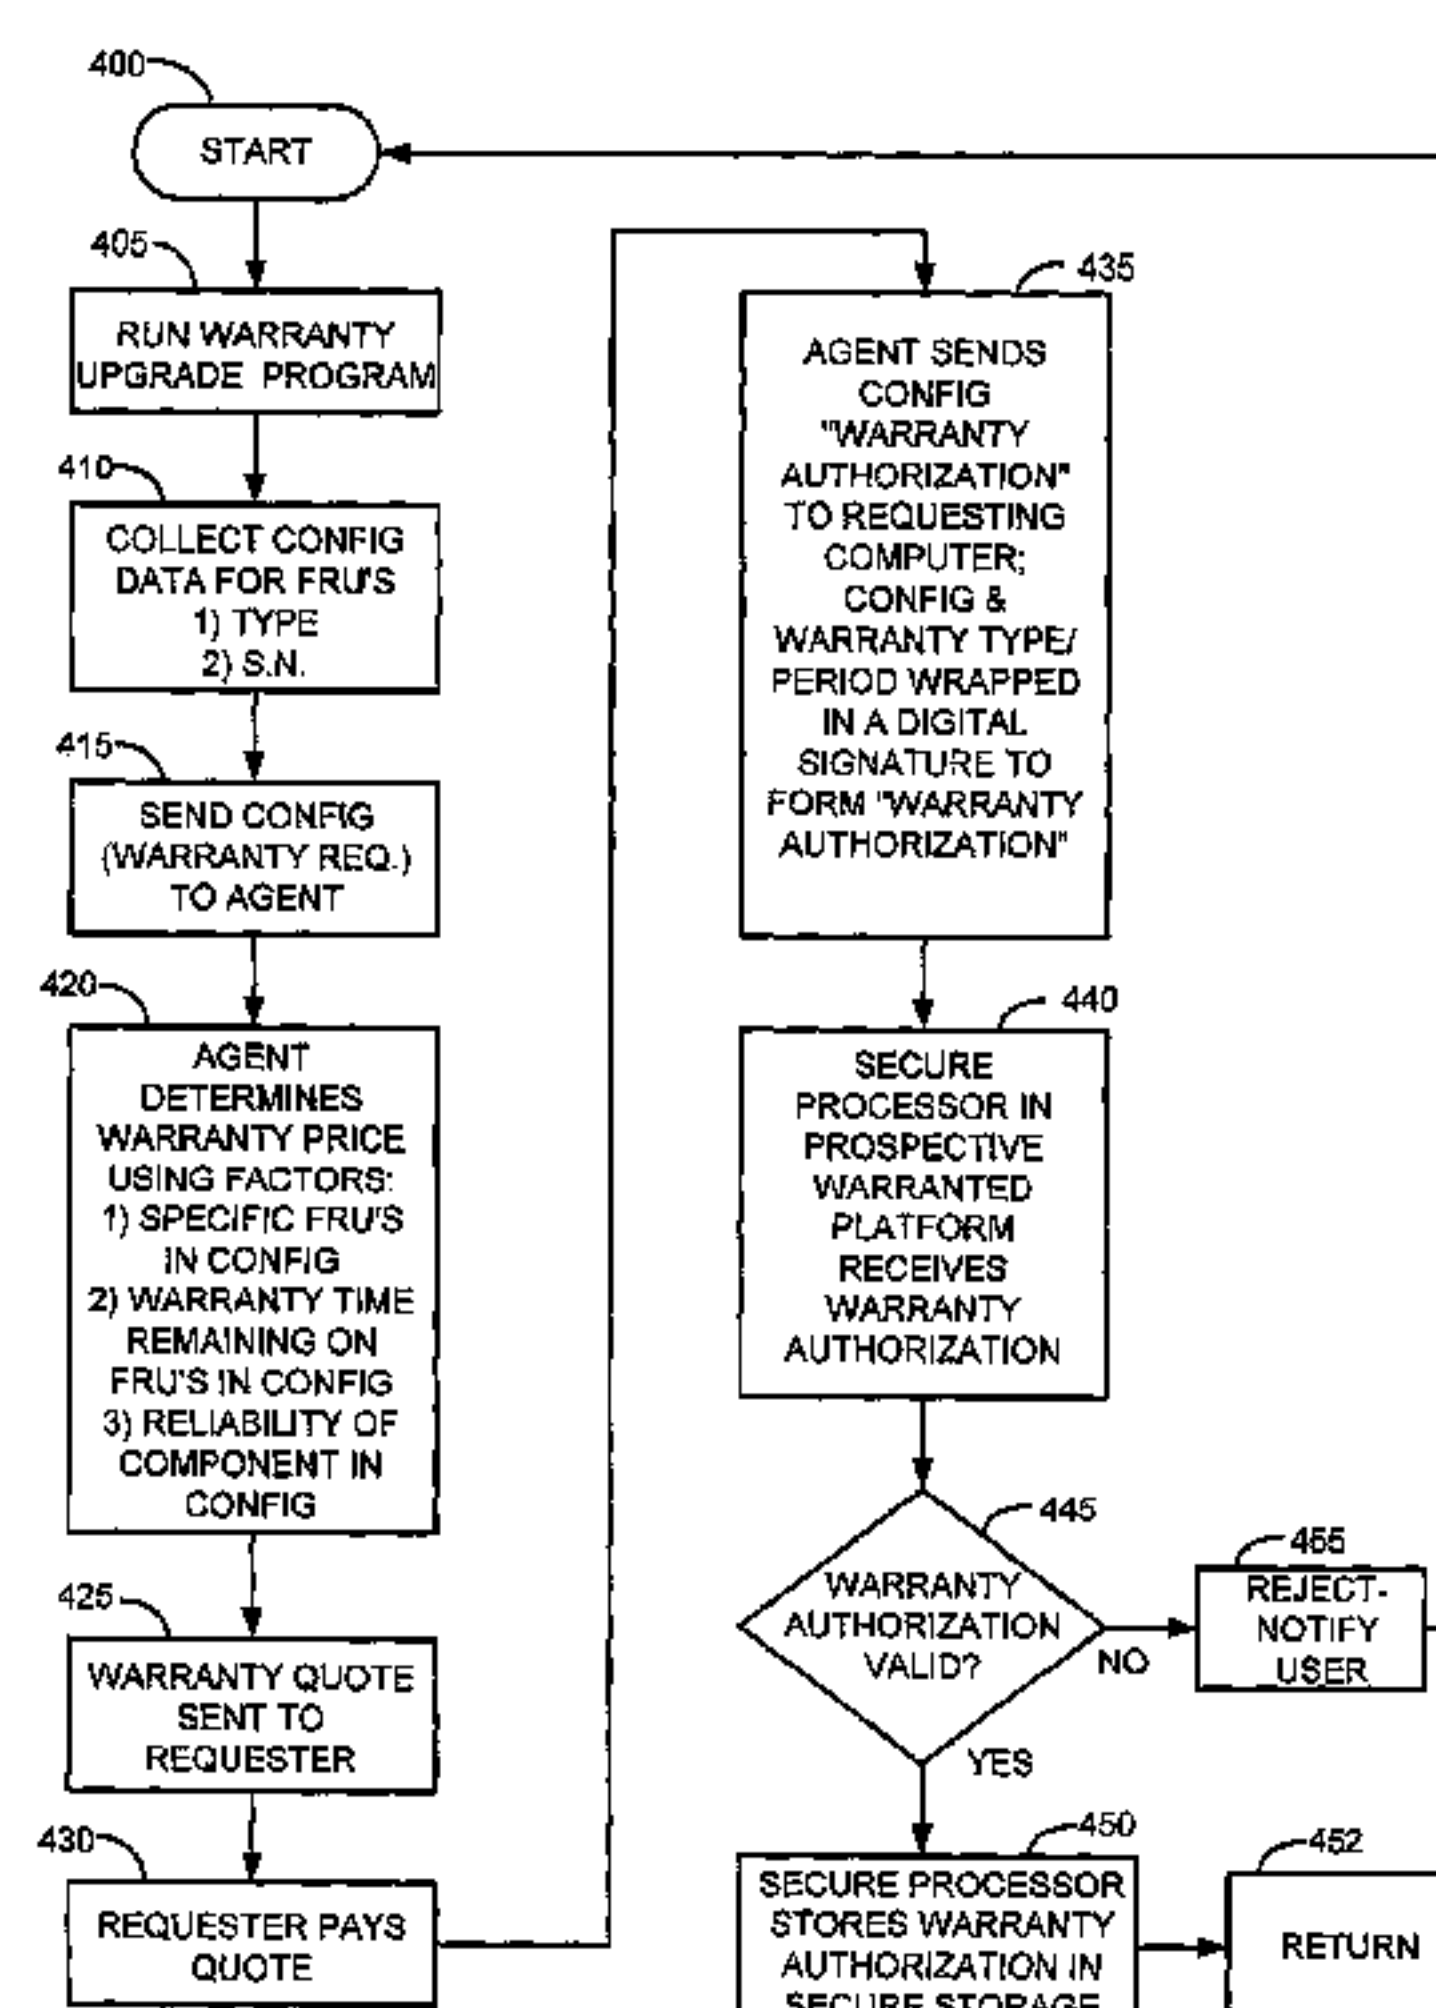 400
START
405
RUN WARRANTY
UPGRADE PROGRAM
410
COLLECT CONFIG
DATA FOR FRU'S
1) TYPE
2) S.N.
415
SEND CONFIG
(WARRANTY REQ.)
TO AGENT
420
AGENT
DETERMINES
WARRANTY PRICE
USING FACTORS:
1) SPECIFIC FRU'S
IN CONFIG
2) WARRANTY TIME
REMAINING ON
FRU'S IN CONFIG
3) RELIABILITY OF
COMPONENT IN
CONFIG
425
WARRANTY QUOTE
SENT TO
REQUESTER
430
REQUESTER PAYS
QUOTE
435
AGENT SENDS
CONFIG
"WARRANTY
AUTHORIZATION"
TO REQUESTING
COMPUTER;
CONFIG &
WARRANTY TYPE/
PERIOD WRAPPED
IN A DIGITAL
SIGNATURE TO
FORM "WARRANTY
AUTHORIZATION"
440
SECURE
PROCESSOR IN
PROSPECTIVE
WARRANTED
PLATFORM
RECEIVES
WARRANTY
AUTHORIZATION
445
WARRANTY
AUTHORIZATION
VALID?
NO
YES
455
REJECT-
NOTIFY
USER
450
SECURE PROCESSOR
STORES WARRANTY
AUTHORIZATION IN
SECURE STORAGE
452
RETURN